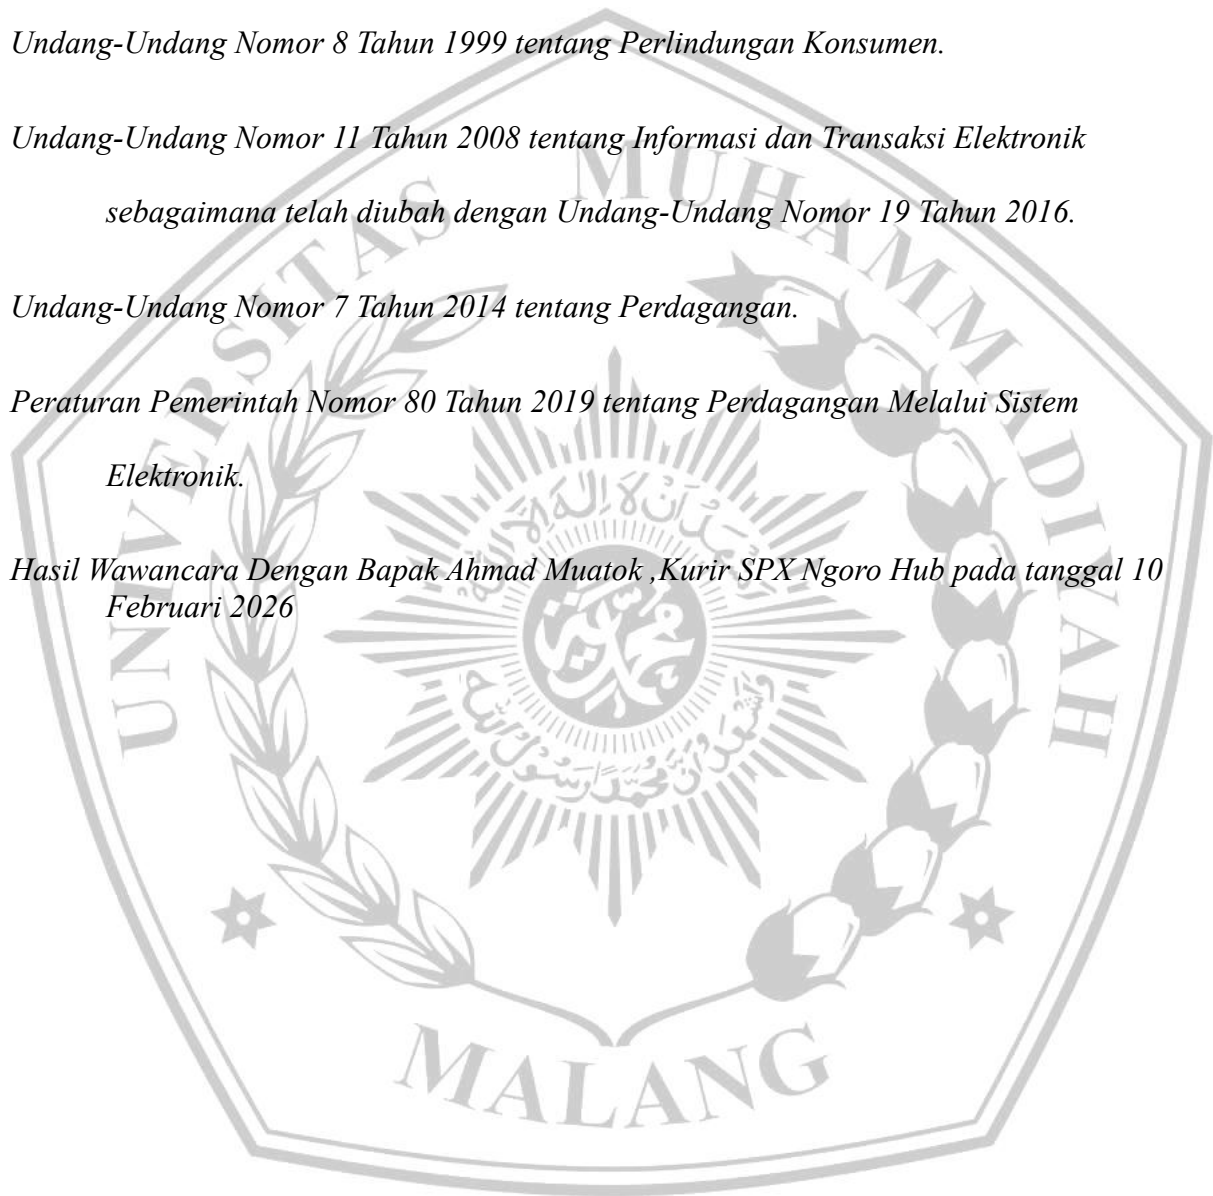 Undang-Undang Nomor 8 Tahun 1999 tentang Perlindungan Konsumen.
Undang-Undang Nomor 11 Tahun 2008 tentang Informasi dan Transaksi Elektronik
sebagaimana telah diubah dengan Undang-Undang Nomor 19 Tahun 2016.
Undang-Undang Nomor 7 Tahun 2014 tentang Perdagangan.
Peraturan Pemerintah Nomor 80 Tahun 2019 tentang Perdagangan Melalui Sistem
Elektronik.
Hasil Wawancara Dengan Bapak Ahmad Muatok ,Kurir SPX Ngoro Hub pada tanggal 10
Februari 2026
UNIVERSITAS MUHAMMADIYAH
MALANG